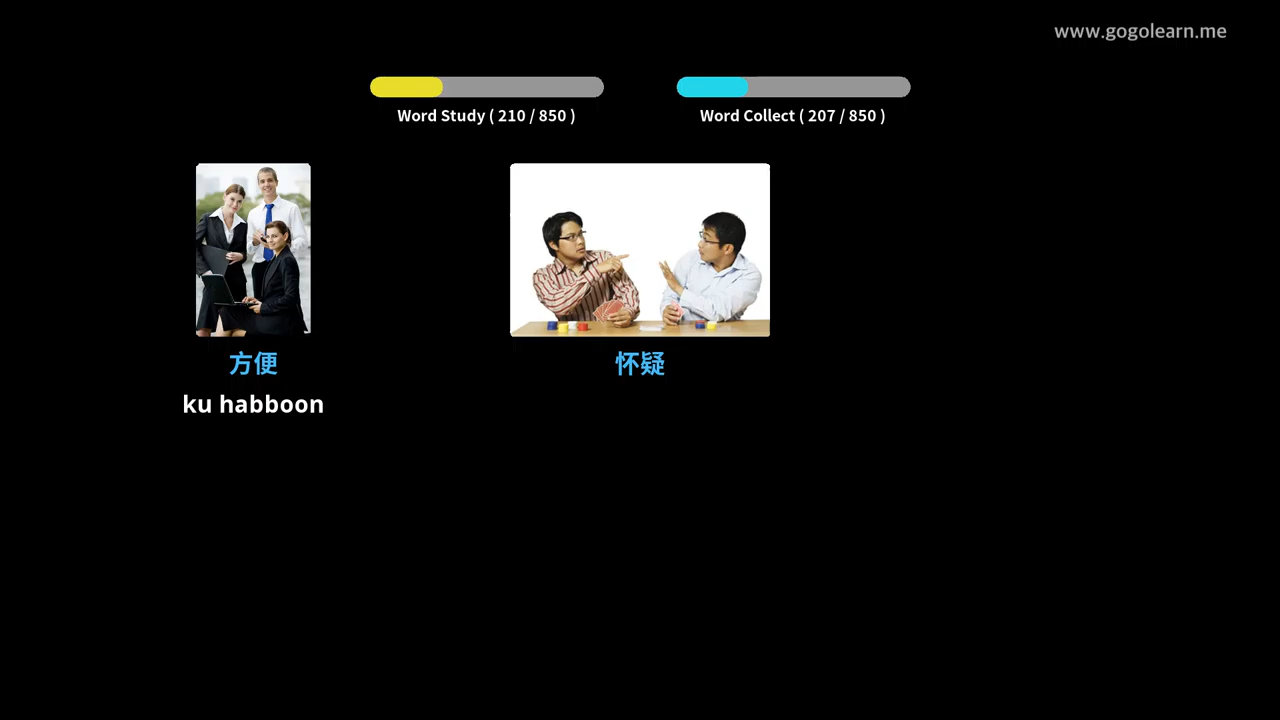 www.gogolearn.me
Word Study ( 210 / 850 )
Word Collect ( 207 / 850 )
方便
怀疑
ku habboon